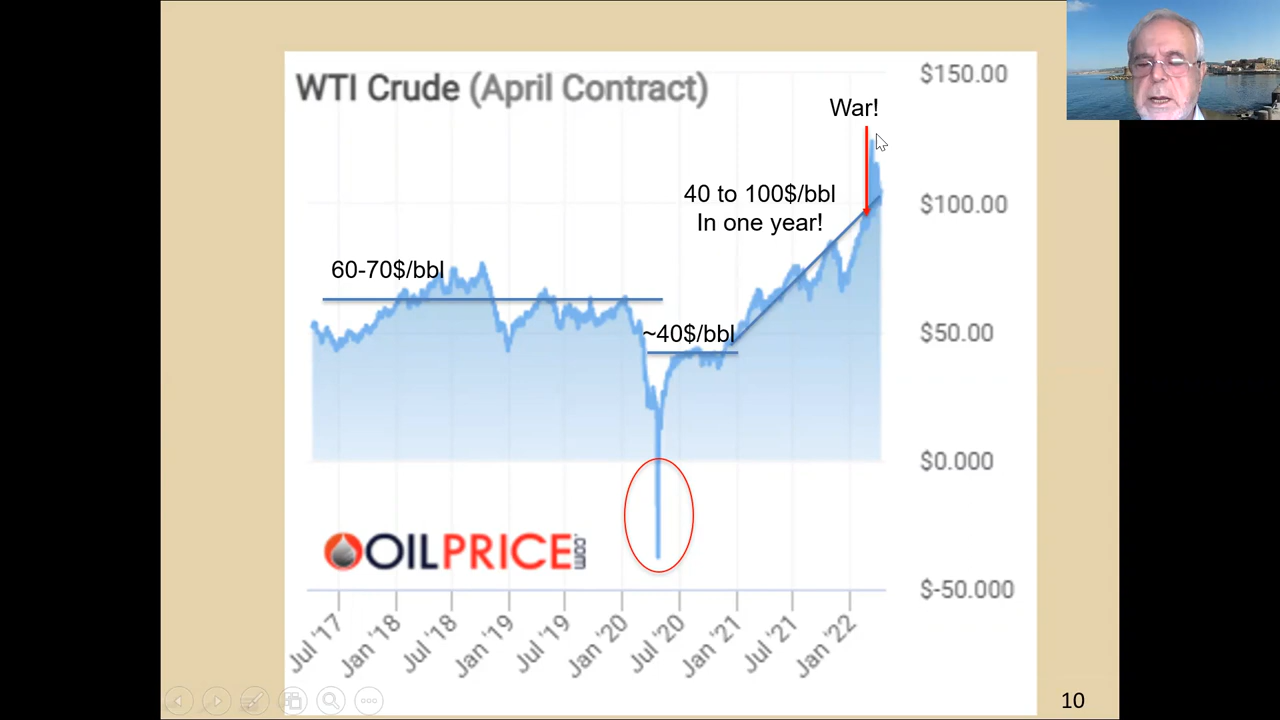 WTI Crude (April Contract)
$150.00
War!
40 to 100$/bbl
In one year!
$100.00
60-70$/bbl
~40$/bbl
$50.00
$0.000
OILPRICE.com
$-50.000
Jul '17
Jan '18
Jul '18
Jan '19
Jul '19
Jan '20
Jul '20
Jan '21
Jul '21
Jan '22
10